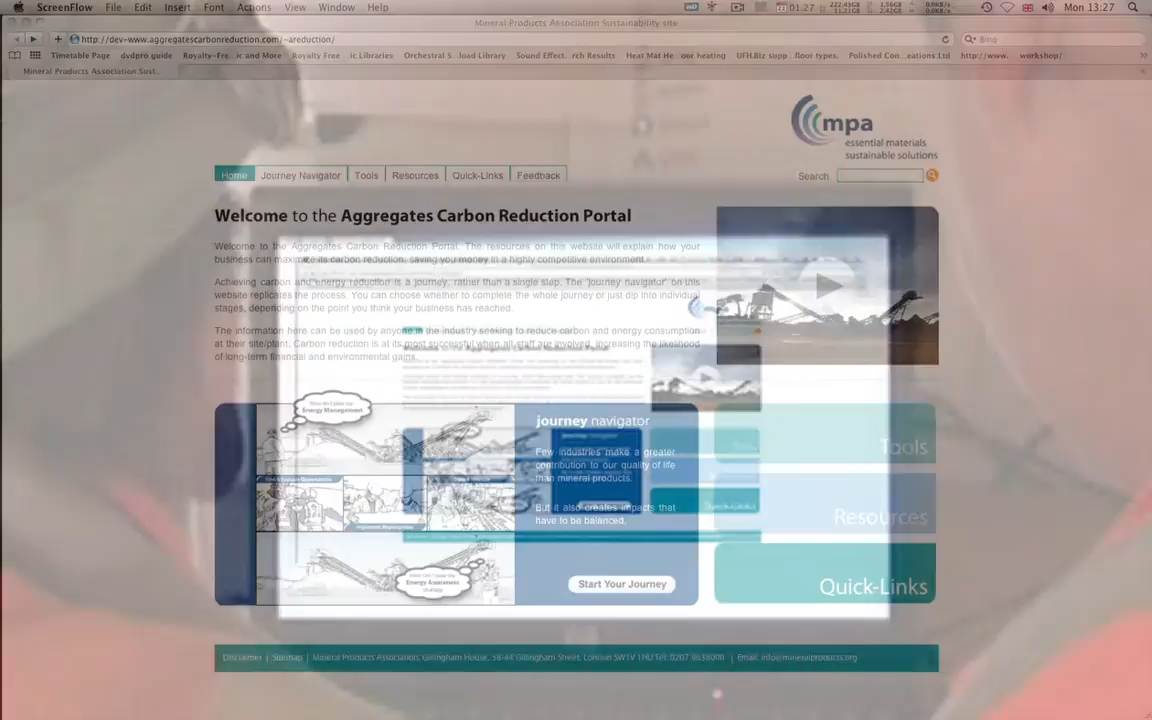 ScreenFlow File Edit Insert Font Actions View Window Help
01.27
Mon 13:27
Mineral Products Association Sustainability site
http://dev-www.aggregatescarbonreduction.com/~areduction/
Bing
Timetable Page dvdpro guide Royalty-Fre...ic and More Royalty Free ...ic Libraries Orchestral S...load Library Sound Effect...rch Results Heat Mat He...oor heating UFH.Biz supp...floor types. Polished Con...eations Ltd http://www. workshop/
Mineral Products Association Sust...
mpa
essential materials
sustainable solutions
Home Journey Navigator Tools Resources Quick-Links Feedback
Search
Welcome to the Aggregates Carbon Reduction Portal
Welcome to the Aggregates Carbon Reduction Portal. The resources on this website will explain how your
business can maximize its carbon reduction, saving you money in a highly competitive environment.
Achieving carbon and energy reduction is a journey, rather than a single step. The 'journey navigator' on this
website replicates the process. You can choose whether to complete the whole journey or just dip into individual
stages, depending on the point you think your business has reached.
The information here can be used by anyone in the industry seeking to reduce carbon and energy consumption
at their site/plant. Carbon reduction is at its most successful when all staff are involved, increasing the likelihood
of long-term financial and environmental gains.
Energy Management
journey navigator
Few industries make a greater
contribution to our quality of life
than mineral products.
But it also creates impacts that
have to be balanced.
Energy Awareness
Start Your Journey
Tools
Resources
Quick-Links
Disclaimer | Sitemap | Mineral Products Association, Gillingham House, 38-44 Gillingham Street, London SW1V 1HU Tel: 0207 9638000 | Email: info@mineralproducts.org